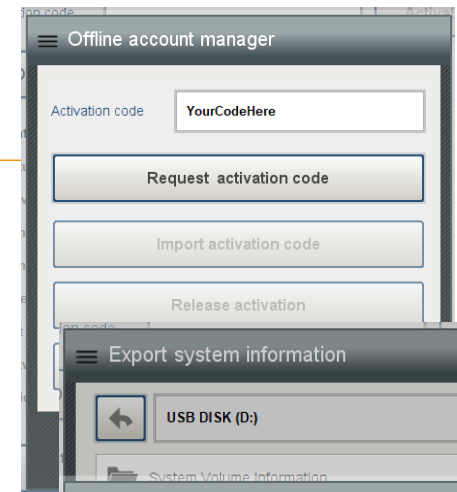 Offline account manager
Activation code
YourCodeHere
Request activation code
Import activation code
Release activation
Export system information
USB DISK (D:)
System Volume Information